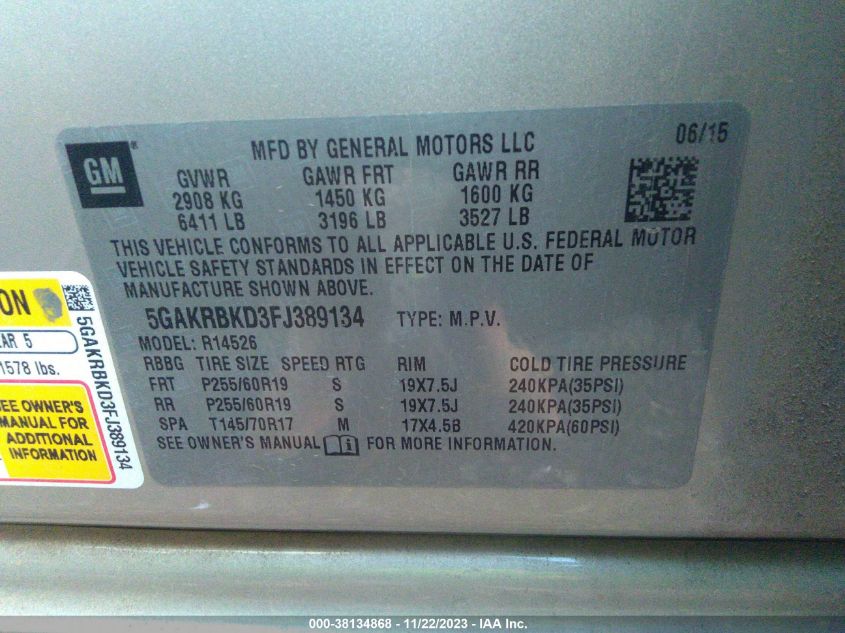 GM®
MFD BY GENERAL MOTORS LLC
06/15
GVWR GAWR FRT GAWR RR
2908 KG 1450 KG 1600 KG
6411 LB 3196 LB 3527 LB
THIS VEHICLE CONFORMS TO ALL APPLICABLE U.S. FEDERAL MOTOR
VEHICLE SAFETY STANDARDS IN EFFECT ON THE DATE OF
MANUFACTURE SHOWN ABOVE.
5GAKRBKD3FJ389134 TYPE: M.P.V.
MODEL: R14526
RBBG TIRE SIZE SPEED RTG RIM COLD TIRE PRESSURE
FRT P255/60R19 S 19X7.5J 240KPA(35PSI)
RR P255/60R19 S 19X7.5J 240KPA(35PSI)
SPA T145/70R17 M 17X4.5B 420KPA(60PSI)
SEE OWNER'S MANUAL FOR MORE INFORMATION.
ON
5
1578 lbs.
SEE OWNER'S
MANUAL FOR
ADDITIONAL
INFORMATION
5GAKRBKD3FJ389134
000-38134868 - 11/22/2023 - IAA Inc.